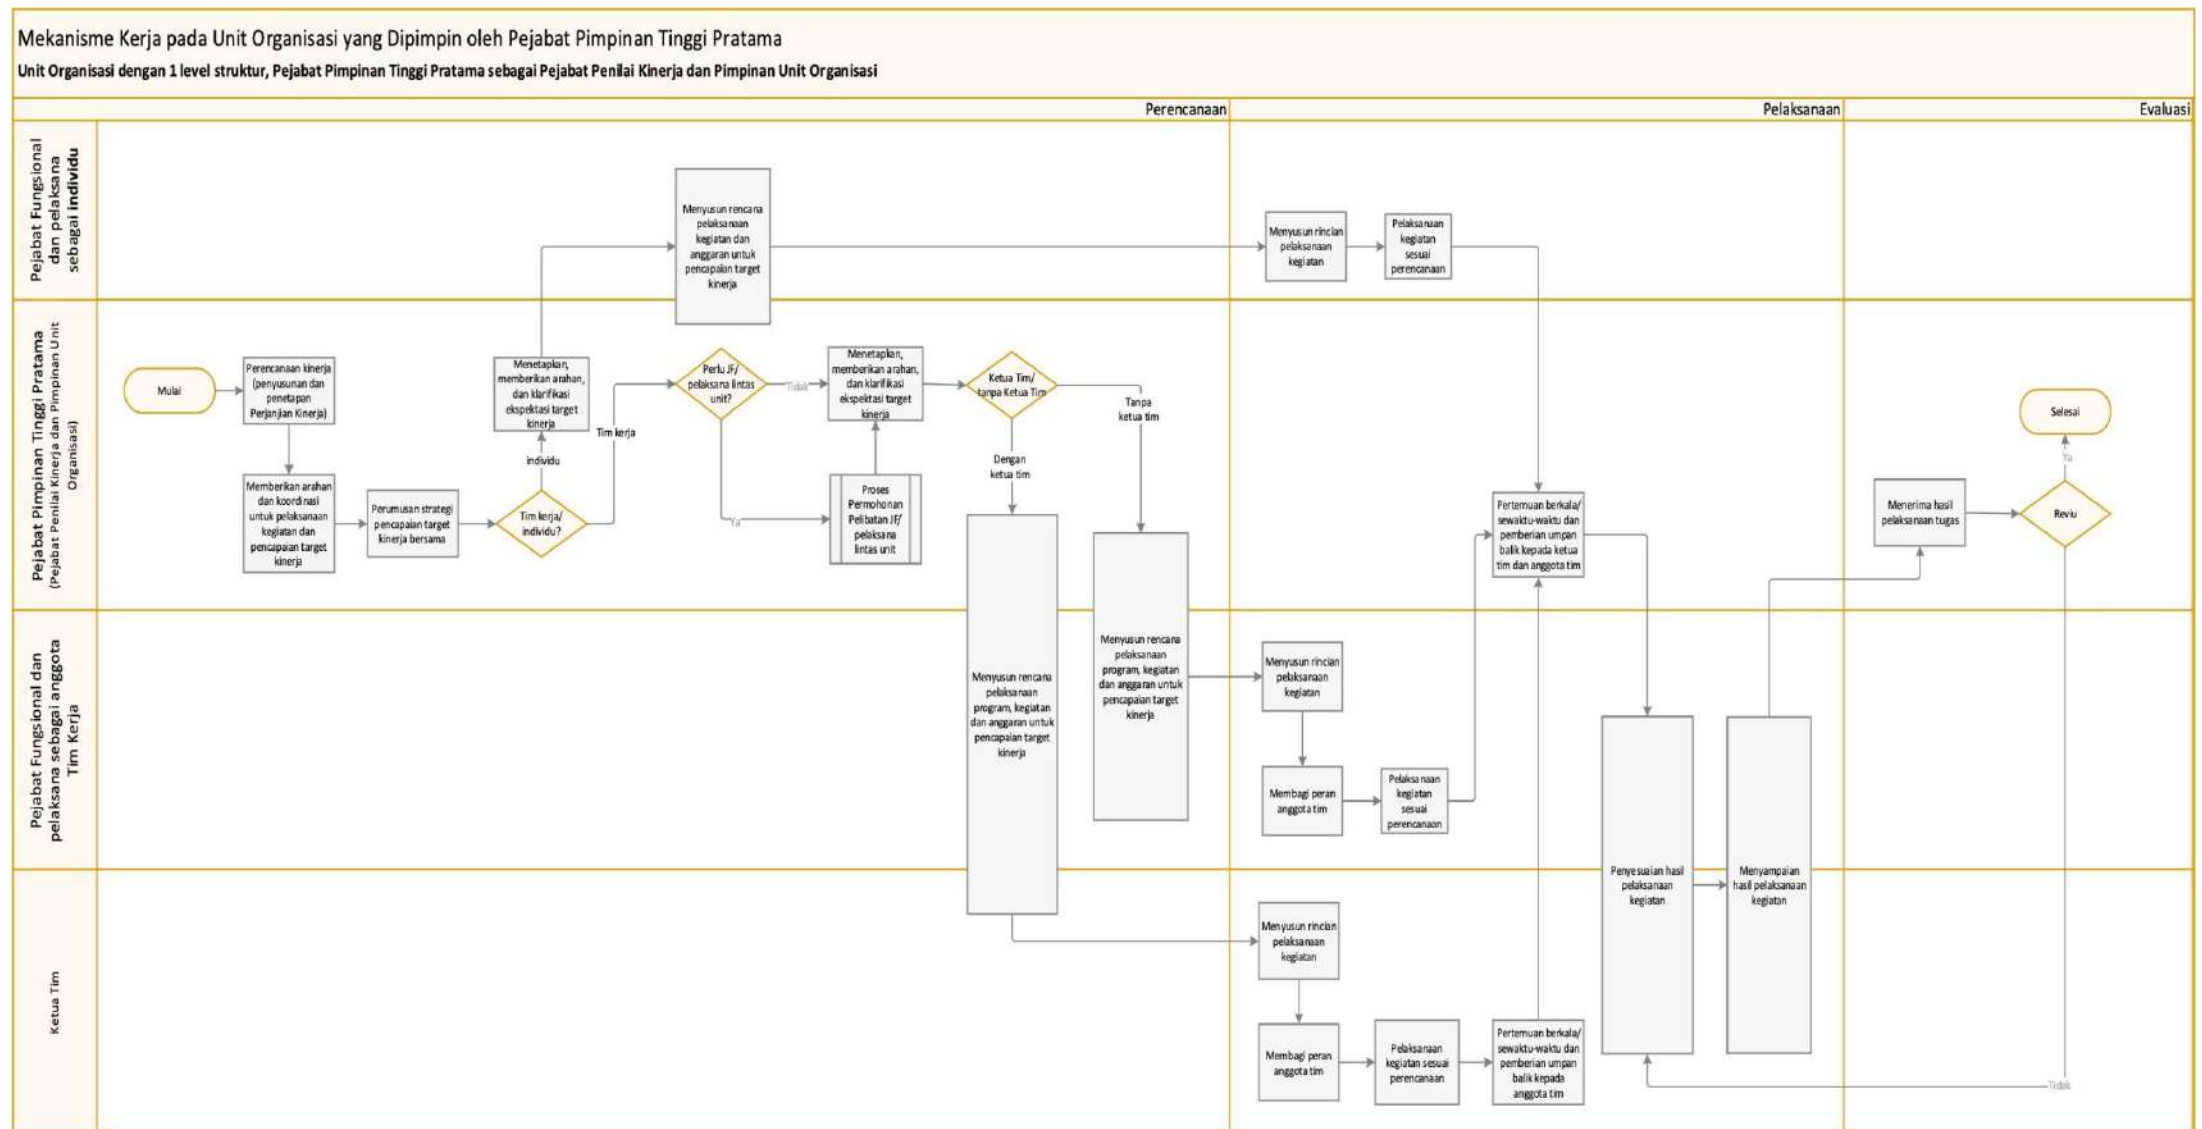 Mekanisme Kerja pada Unit Organisasi yang Dipimpin oleh Pejabat Pimpinan Tinggi Pratama
Unit Organisasi dengan 1 level struktur, Pejabat Pimpinan Tinggi Pratama sebagai Pejabat Penilai Kinerja dan Pimpinan Unit Organisasi
Perencanaan
Pelaksanaan
Evaluasi
Pejabat Fungsional
dan pelaksana
sebagai individu
Menyusun rencana
pelaksanaan
kegiatan dan
anggaran untuk
pencapaian target
kinerja
Menyusun rincian
pelaksanaan
kegiatan
Pelaksanaan
kegiatan
sesuai
perencanaan
Pejabat Pimpinan Tinggi Pratama
(Pejabat Penilai Kinerja dan Pimpinan Unit
Organisasi)
Mulai
Perencanaan kinerja
(penyusunan dan
penetapan
Perjanjian Kinerja)
Memberikan arahan
dan koordinasi
untuk pelaksanaan
kegiatan dan
pencapaian target
kinerja
Perumusan strategi
pencapaian target
kinerja bersama
Tim kerja/
individu?
individu
Menetapkan,
memberikan arahan,
dan klarifikasi
ekspektasi target
kinerja
Tim kerja
Perlu JF/
pelaksana lintas
unit?
Tidak
Ya
Menetapkan,
memberikan arahan,
dan klarifikasi
ekspektasi target
kinerja
Proses
Permohonan
Pelibatan JF/
pelaksana
lintas unit
Ketua Tim/
tanpa Ketua Tim
Dengan
ketua tim
Tanpa
ketua tim
Pertemuan berkala/
sewaktu-waktu dan
pemberian umpan
balik kepada ketua
tim dan anggota tim
Menerima hasil
pelaksanaan tugas
Reviu
Ya
Selesai
Pejabat Fungsional dan
pelaksana sebagai anggota
Tim Kerja
Menyusun rencana
pelaksanaan
program, kegiatan
dan anggaran untuk
pencapaian target
kinerja
Menyusun rencana
pelaksanaan
program, kegiatan
dan anggaran untuk
pencapaian target
kinerja
Menyusun rincian
pelaksanaan
kegiatan
Membagi peran
anggota tim
Pelaksanaan
kegiatan
sesuai
perencanaan
Penyesuaian hasil
pelaksanaan
kegiatan
Menyampaian
hasil pelaksanaan
kegiatan
Ketua Tim
Menyusun rincian
pelaksanaan
kegiatan
Membagi peran
anggota tim
Pelaksanaan
kegiatan sesuai
perencanaan
Pertemuan berkala/
sewaktu-waktu dan
pemberian umpan
balik kepada
anggota tim
Tidak